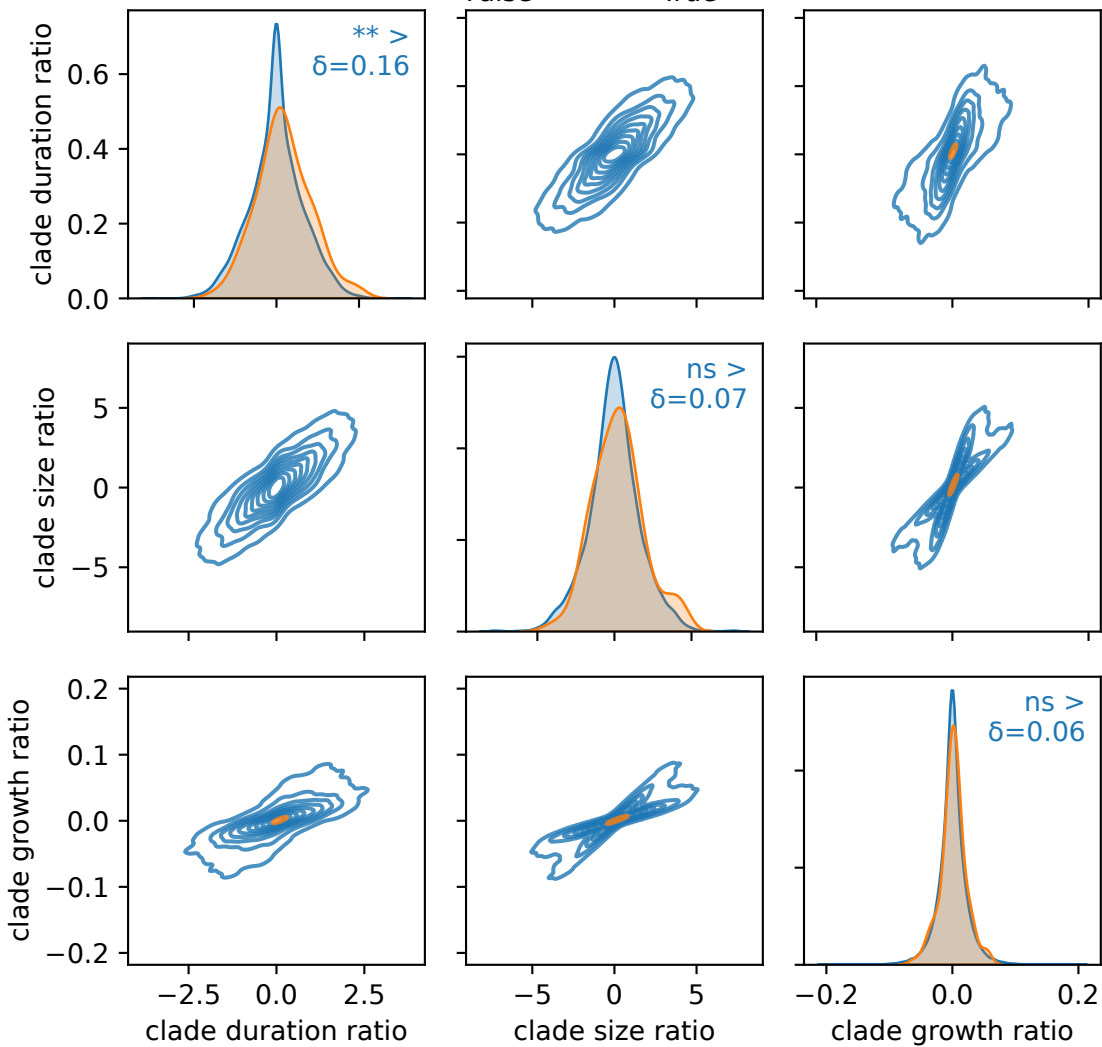 clade duration ratio
0.6
0.4
0.2
0.0
** >
δ=0.16
clade size ratio
5
0
−5
ns >
δ=0.07
clade growth ratio
0.2
0.1
0.0
−0.1
−0.2
ns >
δ=0.06
−2.5 0.0 2.5
−5 0 5
−0.2 0.0 0.2
clade duration ratio
clade size ratio
clade growth ratio